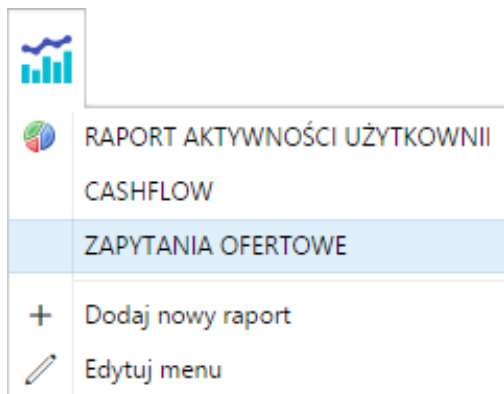 RAPORT AKTYWNOŚCI UŻYTKOWNII
CASHFLOW
ZAPYTANIA OFERTOWE
Dodaj nowy raport
Edytuj menu